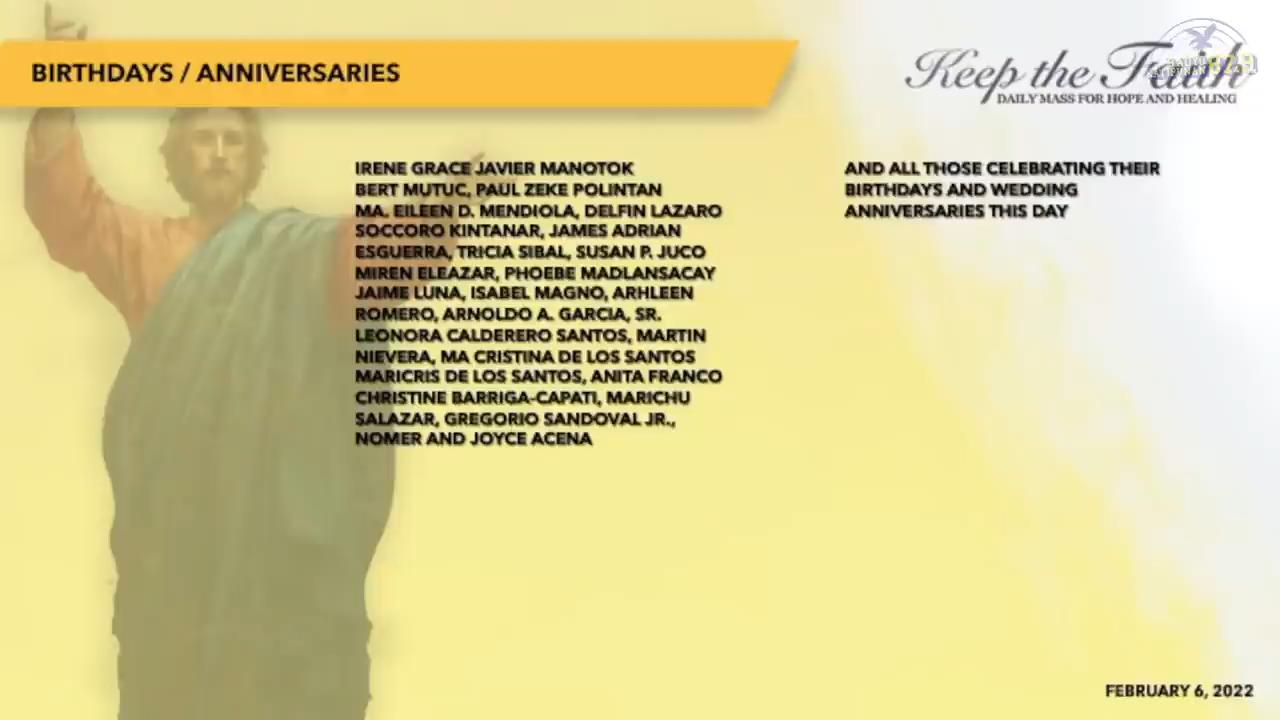 BIRTHDAYS / ANNIVERSARIES
Keep the Faith
DAILY MASS FOR HOPE AND HEALING
IRENE GRACE JAVIER MANOTOK
BERT MUTUC, PAUL ZEKE POLINTAN
MA. EILEEN D. MENDIOLA, DELFIN LAZARO
SOCCORO KINTANAR, JAMES ADRIAN
ESGUERRA, TRICIA SIBAL, SUSAN P. JUCO
MIREN ELEAZAR, PHOEBE MADLANSACAY
JAIME LUNA, ISABEL MAGNO, ARHLEEN
ROMERO, ARNOLDO A. GARCIA, SR.
LEONORA CALDERERO SANTOS, MARTIN
NIEVERA, MA CRISTINA DE LOS SANTOS
MARICRIS DE LOS SANTOS, ANITA FRANCO
CHRISTINE BARRIGA-CAPATI, MARICHU
SALAZAR, GREGORIO SANDOVAL JR.,
NOMER AND JOYCE ACENA
AND ALL THOSE CELEBRATING THEIR
BIRTHDAYS AND WEDDING
ANNIVERSARIES THIS DAY
FEBRUARY 6, 2022